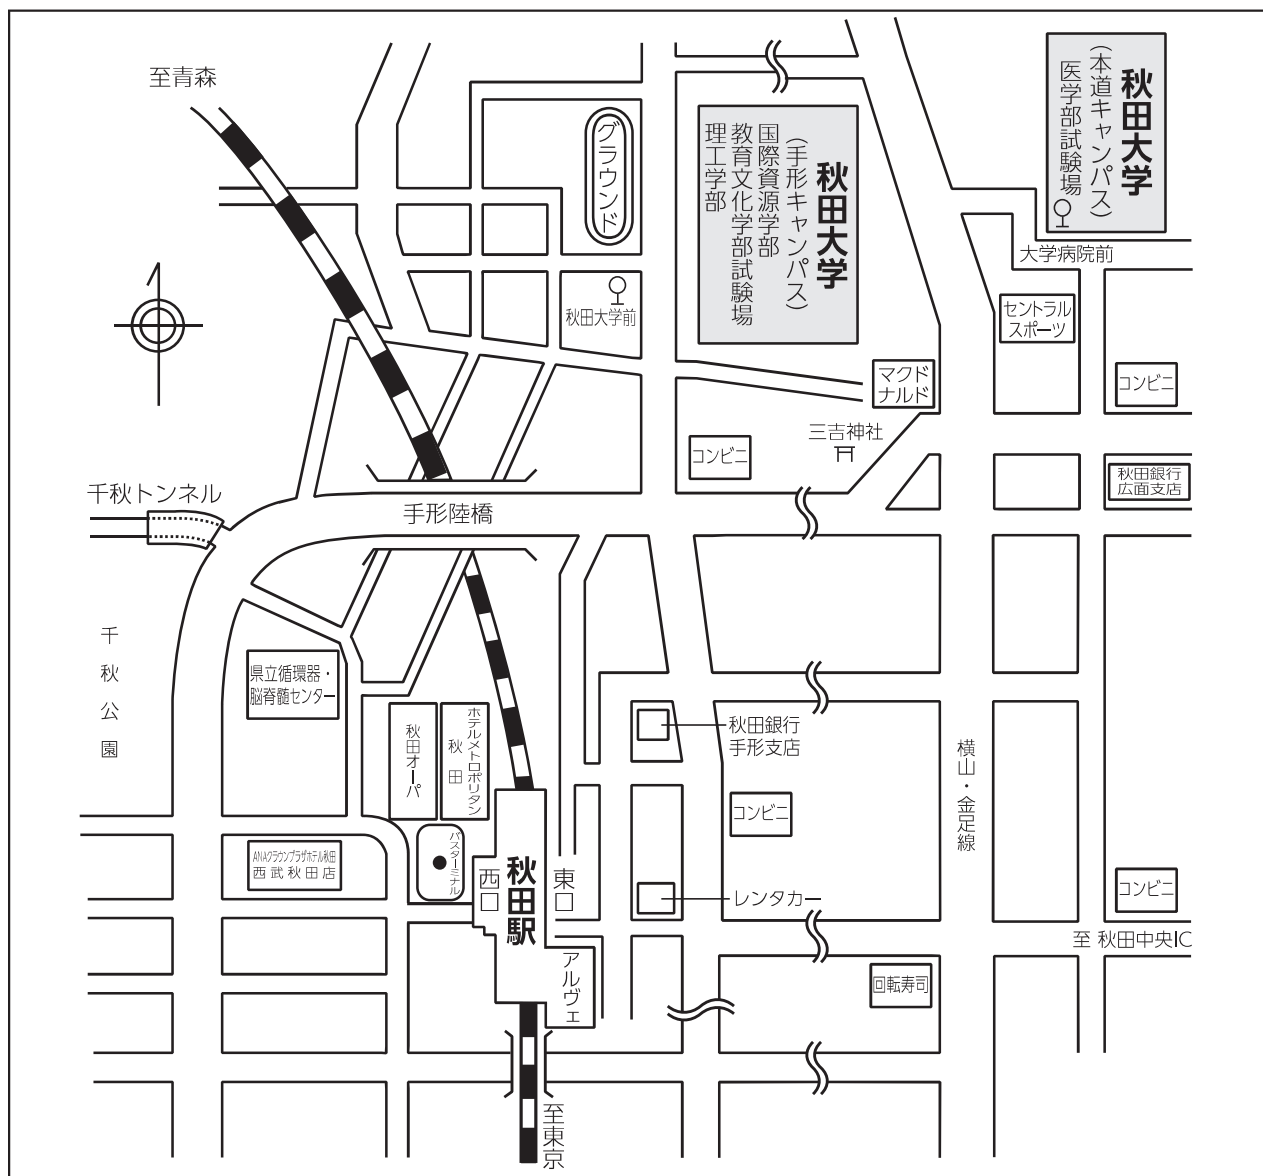 至青森
グラウンド
秋田大学
(手形キャンパス)
国際資源学部
教育文化学部試験場
理工学部
秋田大学
(本道キャンパス)
医学部試験場
大学病院前
秋田大学前
セントラル
スポーツ
マクド
ナルド
コンビニ
三吉神社
コンビニ
秋田銀行
広面支店
千秋トンネル
手形陸橋
千秋公園
県立循環器・
脳脊髄センター
秋田オーパ
ホテルメトロポリタン
秋田
秋田銀行
手形支店
横山・金足線
コンビニ
ANAクラウンプラザホテル秋田
西武秋田店
バスターミナル
西口
秋田駅
東口
レンタカー
コンビニ
至 秋田中央IC
アルヴェ
回転寿司
至東京